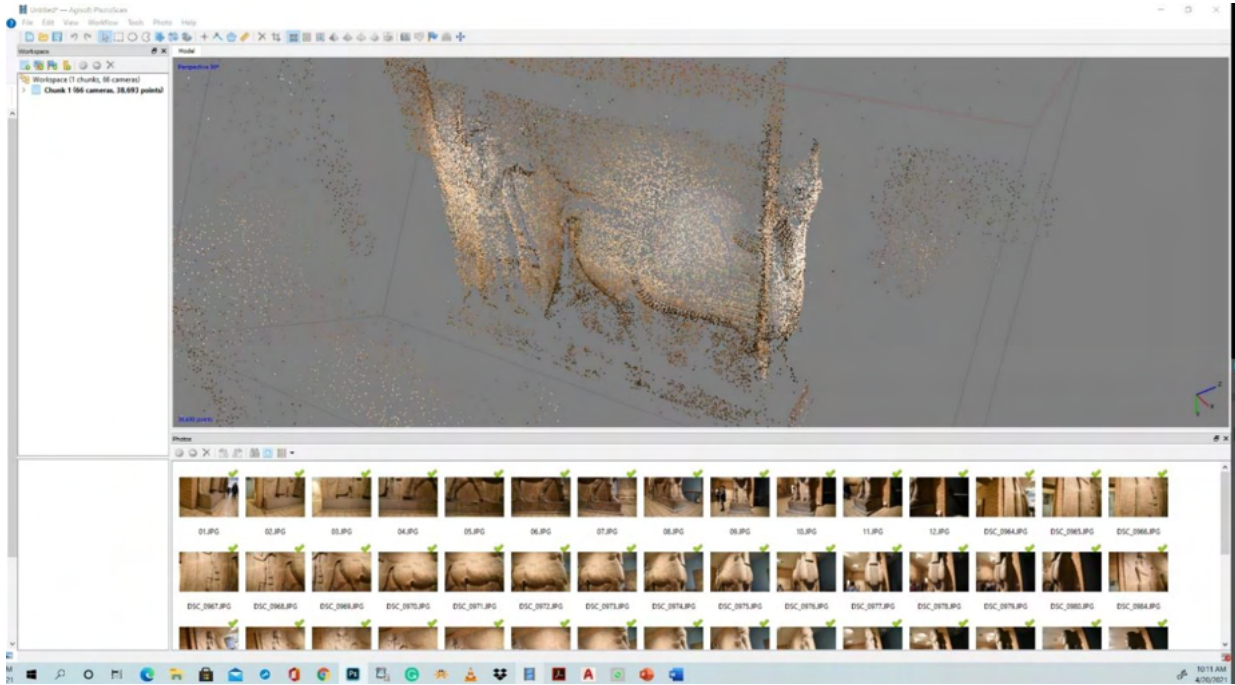 Untitled* — Agisoft PhotoScan
File Edit View Workflow Tools Photo Help
Workspace
Model
Workspace (1 chunks, 66 cameras)
Chunk 1 (66 cameras, 38,693 points)
Perspective 30°
38,693 points
Photos
01.JPG 02.JPG 03.JPG 04.JPG 05.JPG 06.JPG 07.JPG 08.JPG 09.JPG 10.JPG 11.JPG 12.JPG DSC_0964.JPG DSC_0965.JPG DSC_0966.JPG
DSC_0967.JPG DSC_0968.JPG DSC_0969.JPG DSC_0970.JPG DSC_0971.JPG DSC_0972.JPG DSC_0973.JPG DSC_0974.JPG DSC_0975.JPG DSC_0976.JPG DSC_0977.JPG DSC_0978.JPG DSC_0979.JPG DSC_0980.JPG DSC_0984.JPG
10:11 AM
4/20/2021